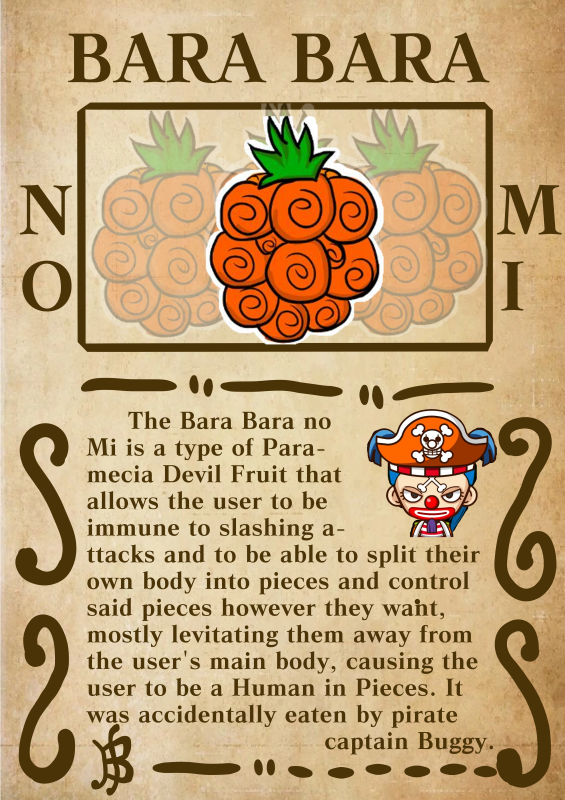 BARA BARA
NO
MI
The Bara Bara no
Mi is a type of Para-
mecia Devil Fruit that
allows the user to be
immune to slashing a-
ttacks and to be able to split their
own body into pieces and control
said pieces however they want,
mostly levitating them away from
the user's main body, causing the
user to be a Human in Pieces. It
was accidentally eaten by pirate
captain Buggy.